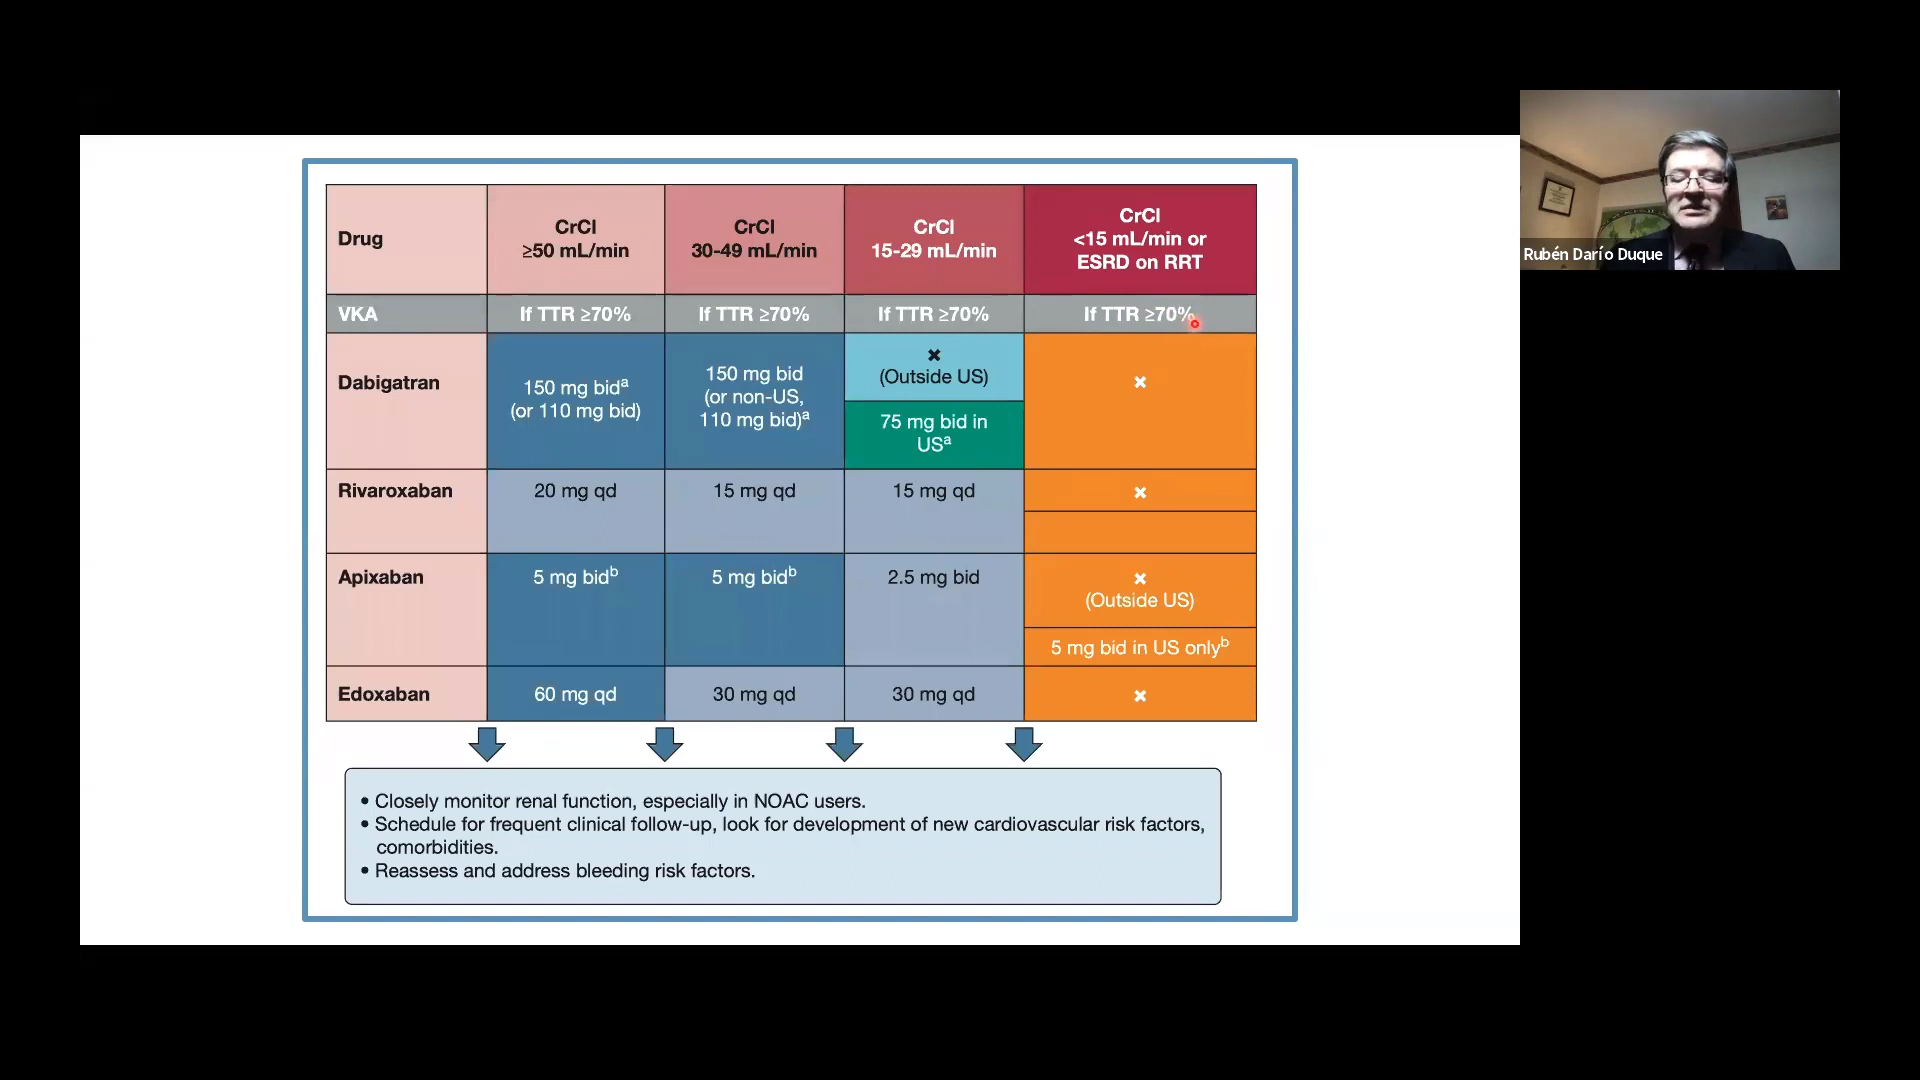 Drug
CrCl
≥50 mL/min
CrCl
30-49 mL/min
CrCl
15-29 mL/min
CrCl
<15 mL/min or
ESRD on RRT
VKA
If TTR ≥70%
If TTR ≥70%
If TTR ≥70%
If TTR ≥70%
Dabigatran
150 mg bidᵃ
(or 110 mg bid)
150 mg bid
(or non-US,
110 mg bid)ᵃ
✖
(Outside US)
75 mg bid in
USᵃ
✖
Rivaroxaban
20 mg qd
15 mg qd
15 mg qd
✖
Apixaban
5 mg bidᵇ
5 mg bidᵇ
2.5 mg bid
✖
(Outside US)
5 mg bid in US onlyᵇ
Edoxaban
60 mg qd
30 mg qd
30 mg qd
✖
• Closely monitor renal function, especially in NOAC users.
• Schedule for frequent clinical follow-up, look for development of new cardiovascular risk factors,
comorbidities.
• Reassess and address bleeding risk factors.
Rubén Darío Duque